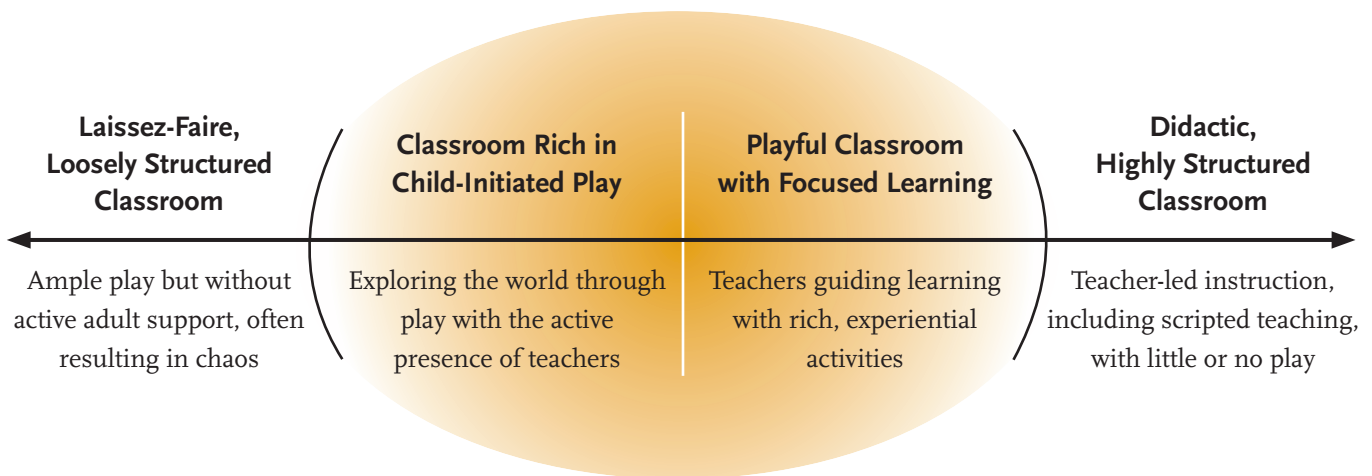 Laissez-Faire,
Loosely Structured
Classroom
Classroom Rich in
Child-Initiated Play
Playful Classroom
with Focused Learning
Didactic,
Highly Structured
Classroom
Ample play but without
active adult support, often
resulting in chaos
Exploring the world through
play with the active
presence of teachers
Teachers guiding learning
with rich, experiential
activities
Teacher-led instruction,
including scripted teaching,
with little or no play